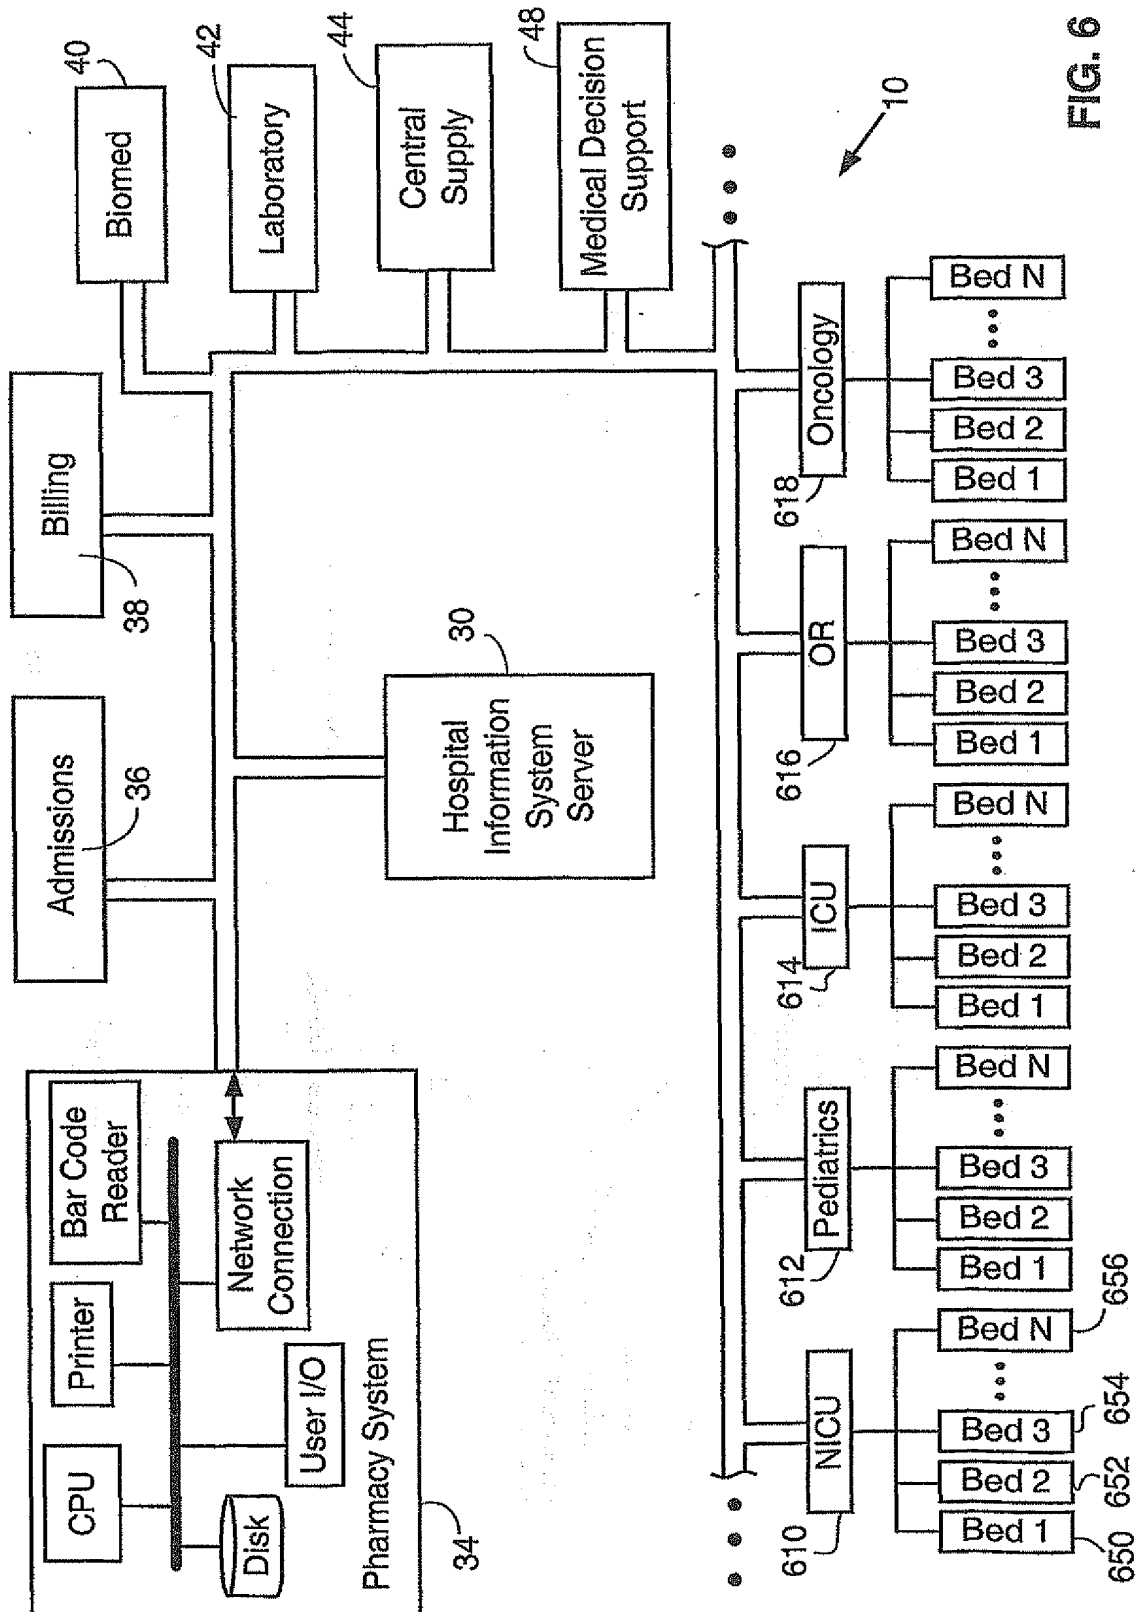 Admissions
36
Billing
38
Biomed
40
Laboratory
42
Central
Supply
44
Medical Decision
Support
48
CPU
Printer
Bar Code
Reader
Disk
User I/O
Network
Connection
Pharmacy System
34
Hospital
Information
System
Server
30
10
NICU
610
Pediatrics
612
ICU
614
OR
616
Oncology
618
Bed 1
Bed 2
Bed 3
Bed N
650
652
654
656
Bed 1
Bed 2
Bed 3
Bed N
Bed 1
Bed 2
Bed 3
Bed N
Bed 1
Bed 2
Bed 3
Bed N
Bed 1
Bed 2
Bed 3
Bed N
FIG. 6